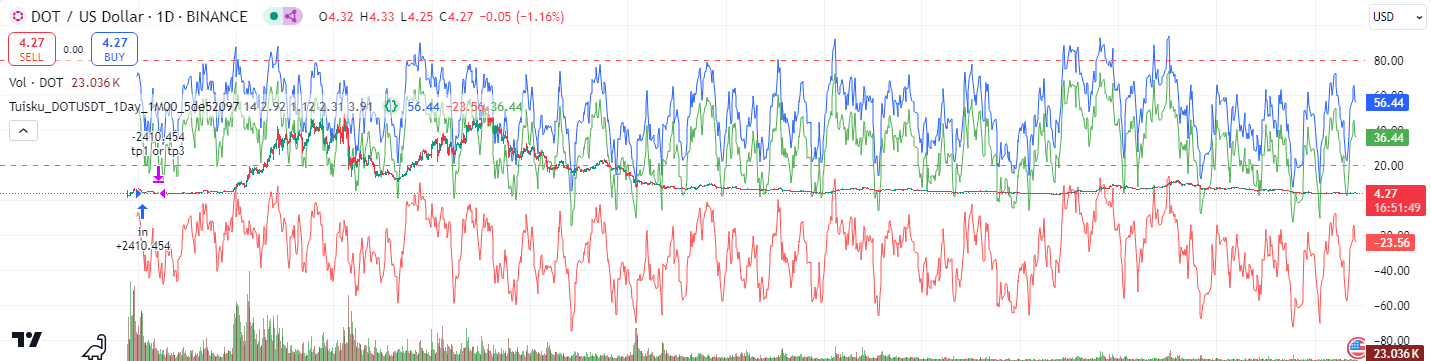 DOT / US Dollar · 1D · BINANCE O4.32 H4.33 L4.25 C4.27 −0.05 (−1.16%)
USD
4.27 SELL 0.00 4.27 BUY
80.00
Vol · DOT 23.036 K
Tuisku_DOTUSDT_1Day_1M00_5de52097 14 2.92 1.12 2.31 3.91 56.44 −23.56 36.44
56.44
-2410.454
tp1 or tp3
36.44
20.00
4.27
16:51:49
in
+2410.454
−23.56
−40.00
−60.00
−80.00
23.036 K